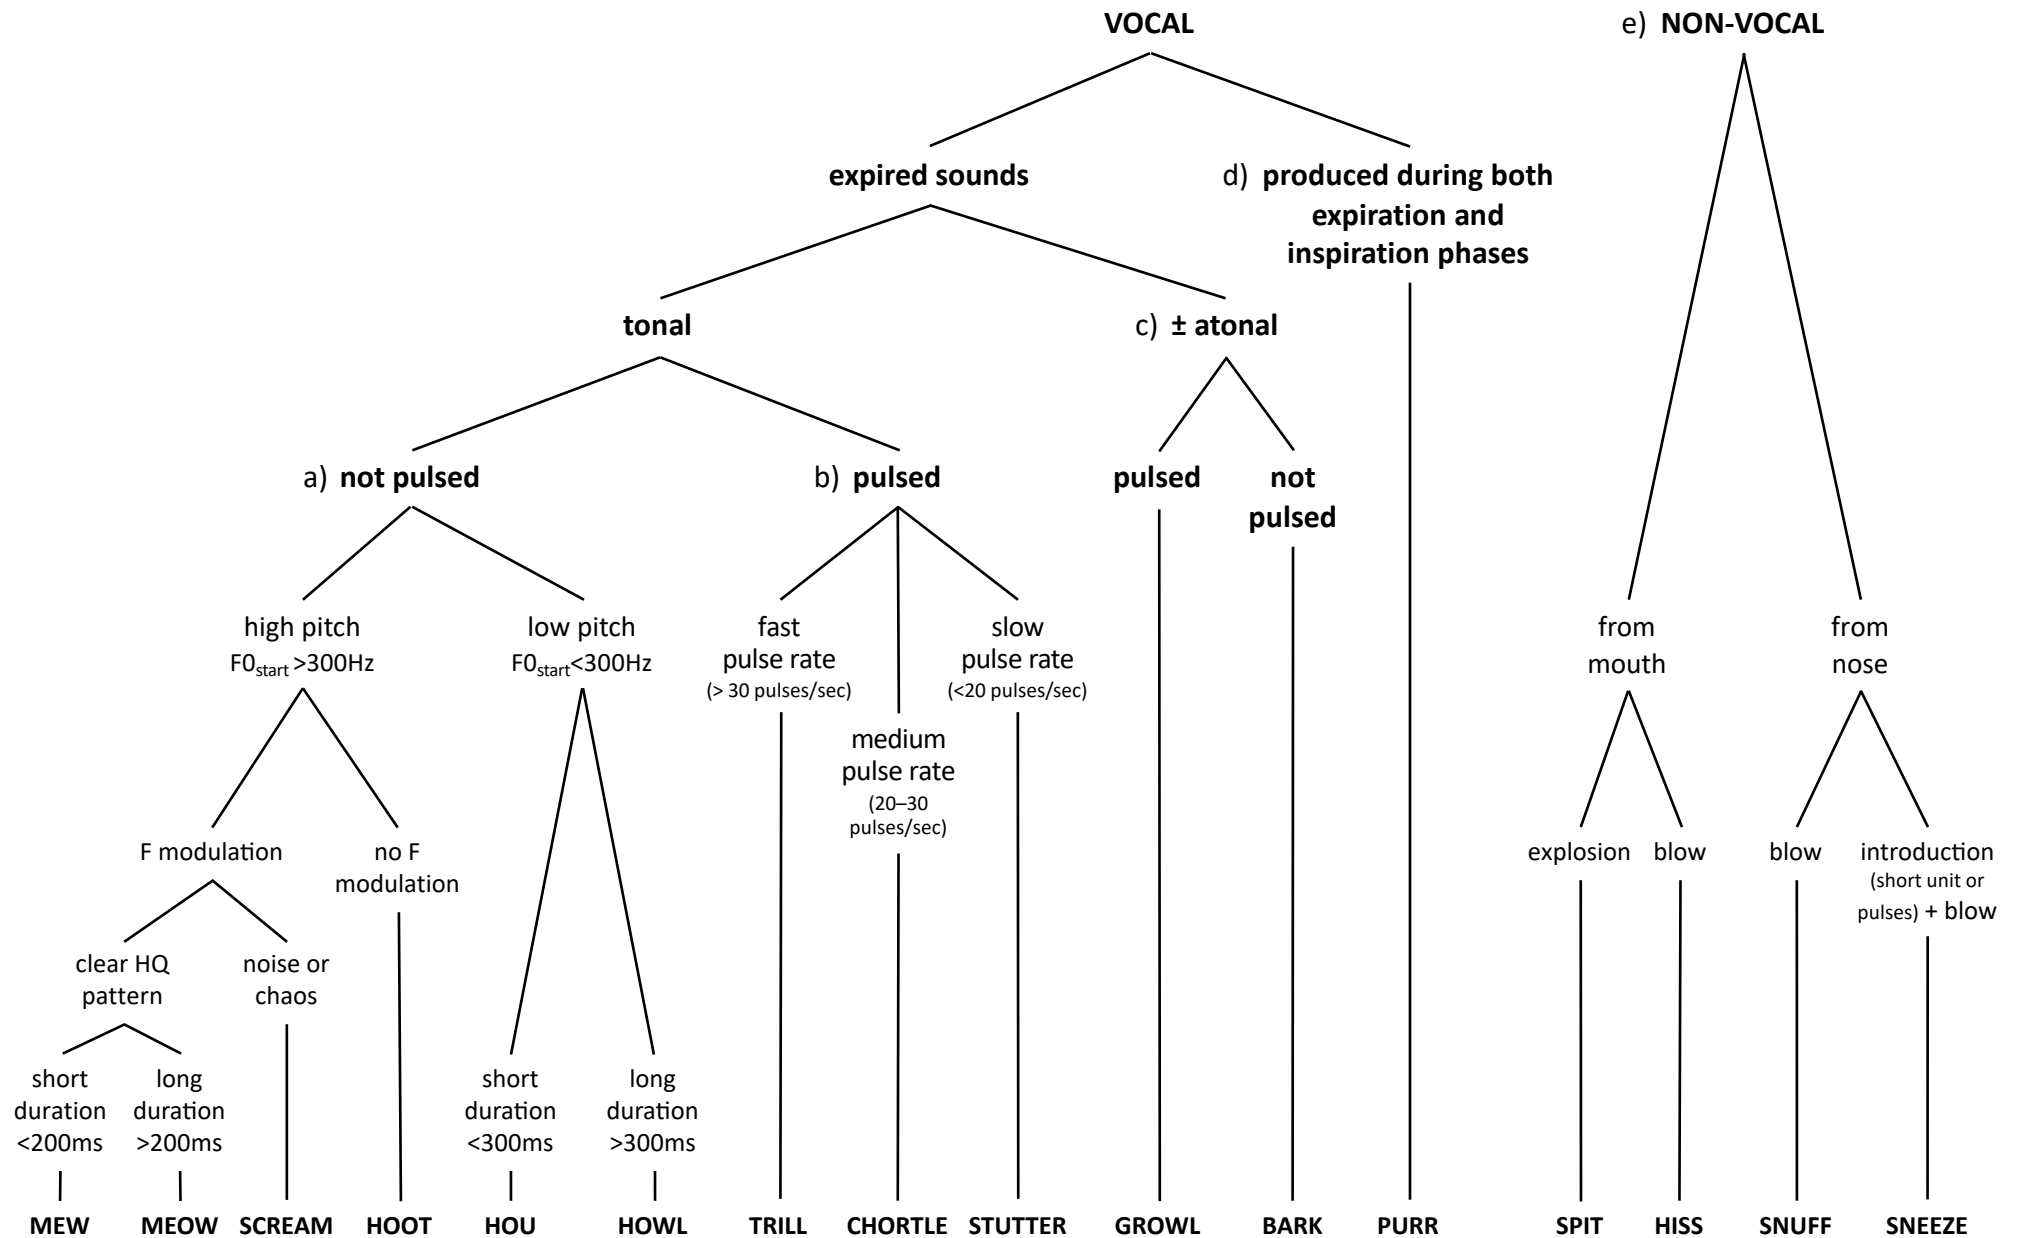 VOCAL
e) NON-VOCAL
expired sounds
d) produced during both
expiration and
inspiration phases
tonal
c) ± atonal
a) not pulsed
b) pulsed
pulsed
not
pulsed
high pitch
F0start >300Hz
low pitch
F0start<300Hz
fast
pulse rate
(> 30 pulses/sec)
medium
pulse rate
(20–30
pulses/sec)
slow
pulse rate
(<20 pulses/sec)
from
mouth
from
nose
F modulation
no F
modulation
explosion
blow
blow
introduction
(short unit or
pulses) + blow
clear HQ
pattern
noise or
chaos
short
duration
<200ms
long
duration
>200ms
short
duration
<300ms
long
duration
>300ms
MEW
MEOW
SCREAM
HOOT
HOU
HOWL
TRILL
CHORTLE
STUTTER
GROWL
BARK
PURR
SPIT
HISS
SNUFF
SNEEZE